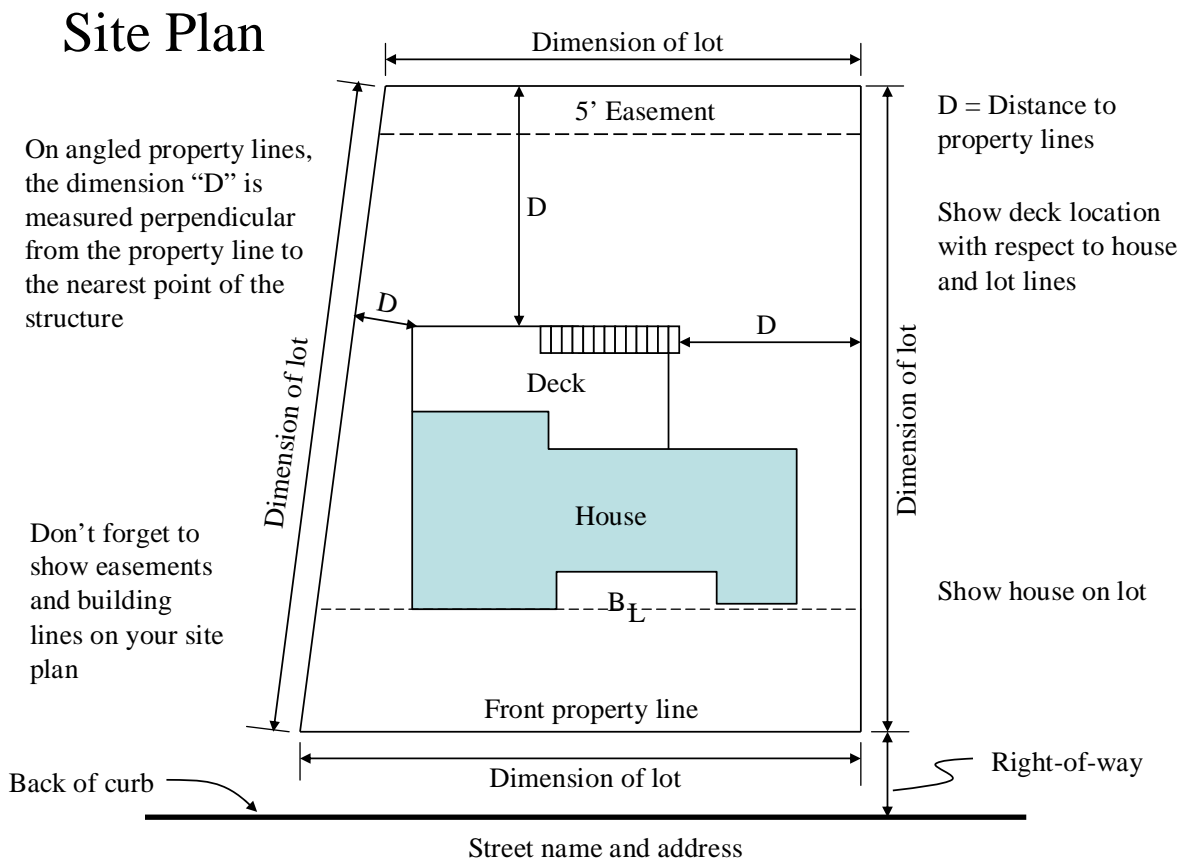 Site Plan
Dimension of lot
5’ Easement
D = Distance to
property lines
On angled property lines,
the dimension “D” is
measured perpendicular
from the property line to
the nearest point of the
structure
D
Show deck location
with respect to house
and lot lines
D
D
Dimension of lot
Dimension of lot
Deck
House
Don’t forget to
show easements
and building
lines on your site
plan
Show house on lot
BL
Front property line
Dimension of lot
Right-of-way
Back of curb
Street name and address